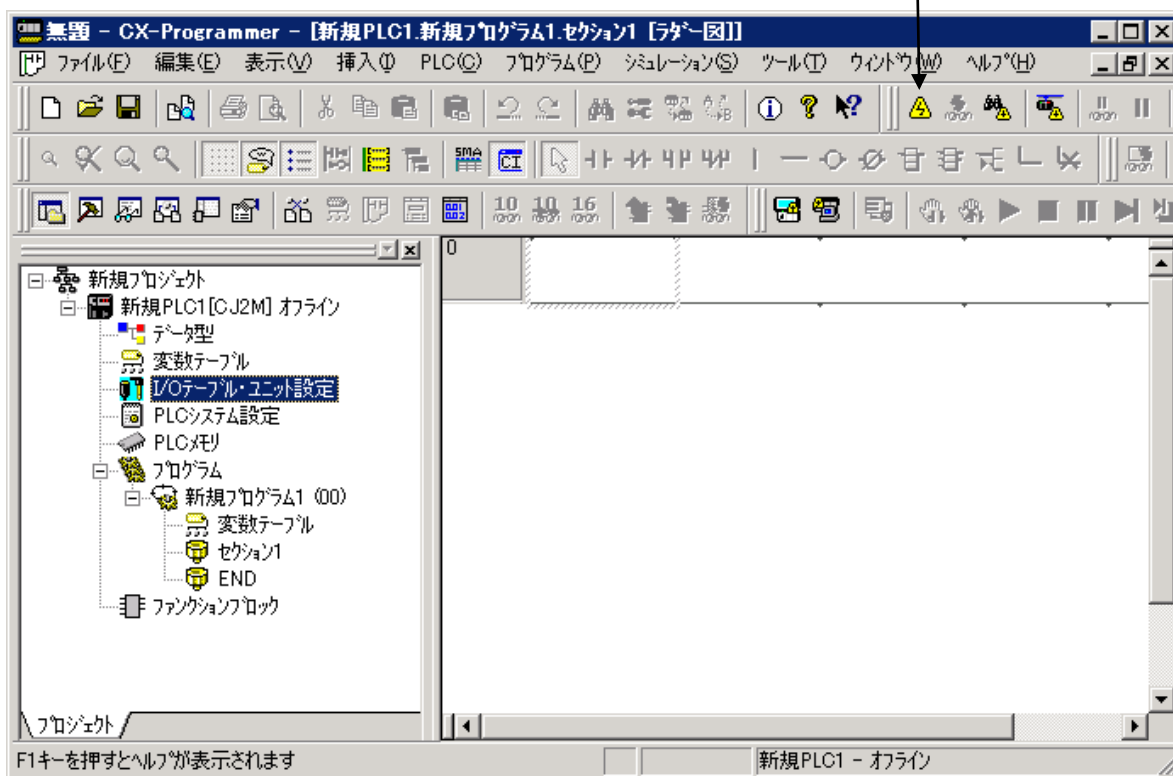 無題 - CX-Programmer - [新規PLC1.新規ﾌﾟﾛｸﾞﾗﾑ1.ｾｸｼｮﾝ1 [ﾗﾀﾞｰ図]]
ﾌｧｲﾙ(F) 編集(E) 表示(V) 挿入(I) PLC(C) ﾌﾟﾛｸﾞﾗﾑ(P) ｼﾐｭﾚｰｼｮﾝ(S) ﾂｰﾙ(T) ｳｨﾝﾄﾞｳ(W) ﾍﾙﾌﾟ(H)
SMA CI
10 10 16
0
新規ﾌﾟﾛｼﾞｪｸﾄ
新規PLC1[CJ2M] ｵﾌﾗｲﾝ
ﾃﾞｰﾀ型
変数ﾃｰﾌﾞﾙ
I/Oﾃｰﾌﾞﾙ・ﾕﾆｯﾄ設定
PLCｼｽﾃﾑ設定
PLCﾒﾓﾘ
ﾌﾟﾛｸﾞﾗﾑ
新規ﾌﾟﾛｸﾞﾗﾑ1 (00)
変数ﾃｰﾌﾞﾙ
ｾｸｼｮﾝ1
END
ﾌｧﾝｸｼｮﾝﾌﾞﾛｯｸ
ﾌﾟﾛｼﾞｪｸﾄ
F1ｷｰを押すとﾍﾙﾌﾟが表示されます
新規PLC1 - ｵﾌﾗｲﾝ